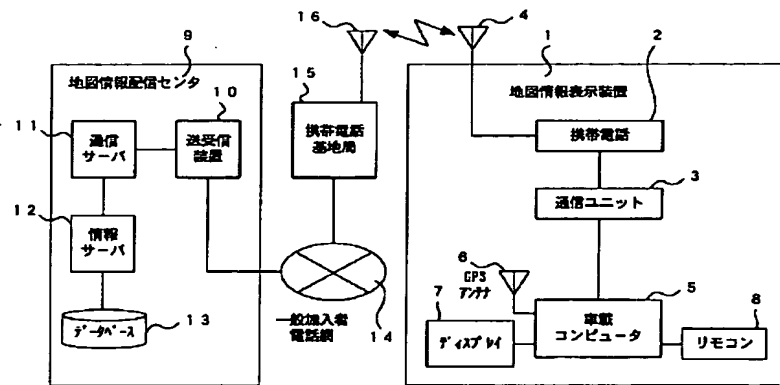 16
4
9
1
2
地図情報配信センタ
10
15
地図情報表示装置
11
通信
サーバ
送受信
装置
携帯電話
基地局
携帯電話
3
12
通信ユニット
情報
サーバ
6
GPS
アンテナ
7
5
8
データベース
13
一般加入者
電話網
14
ディスプレイ
車載
コンピュータ
リモコン